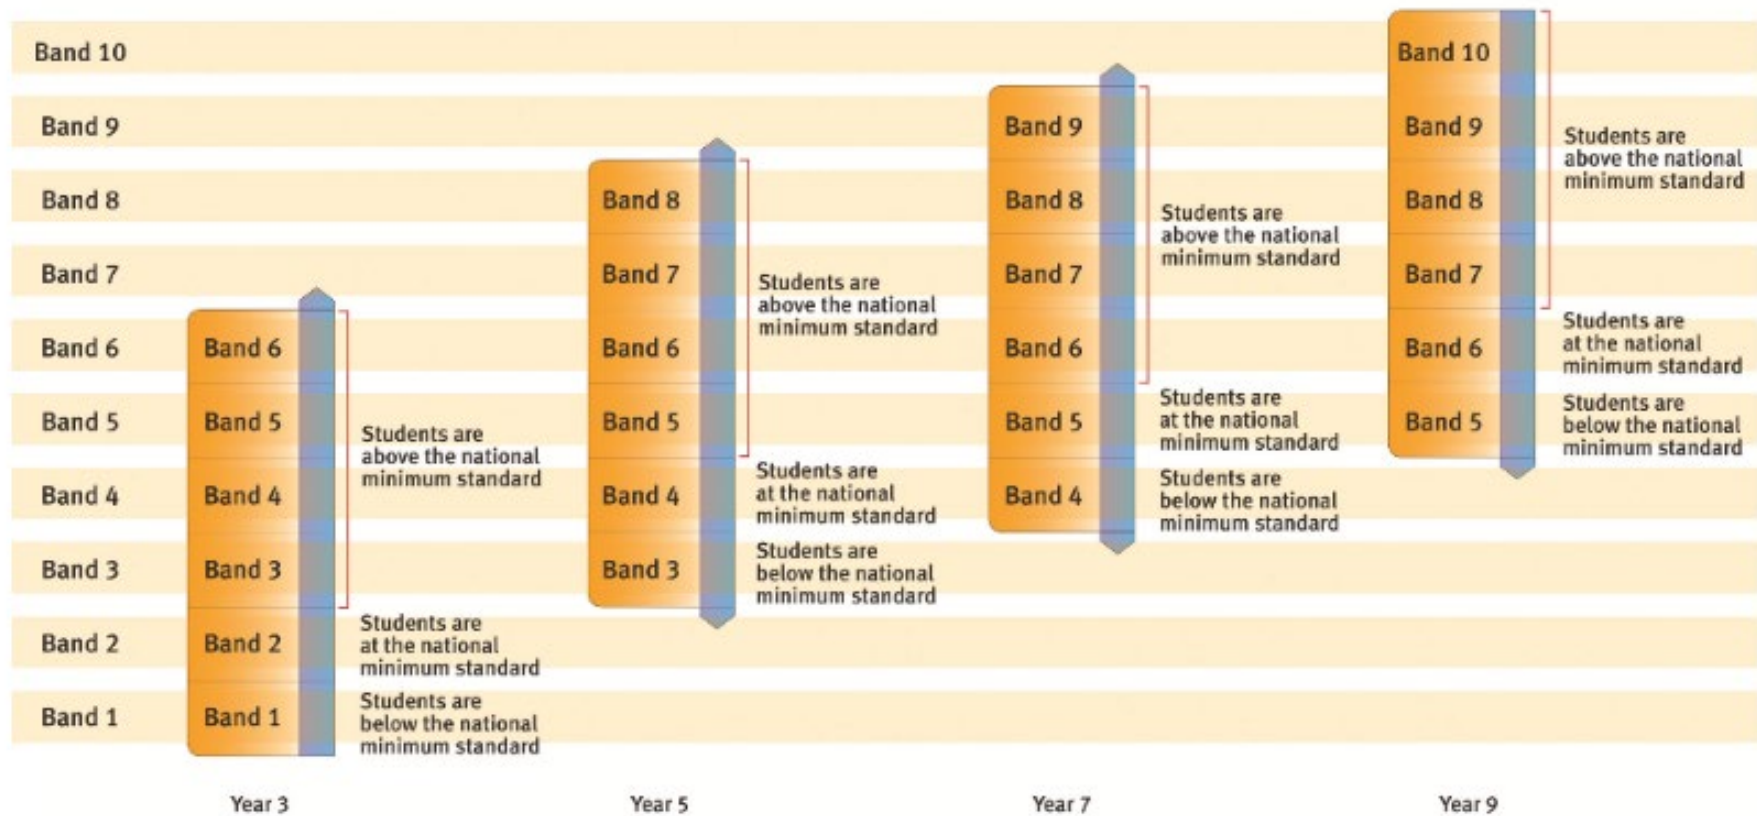 Band 10
Band 9
Band 8
Band 7
Band 6
Band 5
Band 4
Band 3
Band 2
Band 1
Band 6
Band 5
Band 4
Band 3
Band 2
Band 1
Students are
above the national
minimum standard
Students are
at the national
minimum standard
Students are
below the national
minimum standard
Year 3
Band 8
Band 7
Band 6
Band 5
Band 4
Band 3
Students are
above the national
minimum standard
Students are
at the national
minimum standard
Students are
below the national
minimum standard
Year 5
Band 9
Band 8
Band 7
Band 6
Band 5
Band 4
Students are
above the national
minimum standard
Students are
at the national
minimum standard
Students are
below the national
minimum standard
Year 7
Band 10
Band 9
Band 8
Band 7
Band 6
Band 5
Students are
above the national
minimum standard
Students are
at the national
minimum standard
Students are
below the national
minimum standard
Year 9